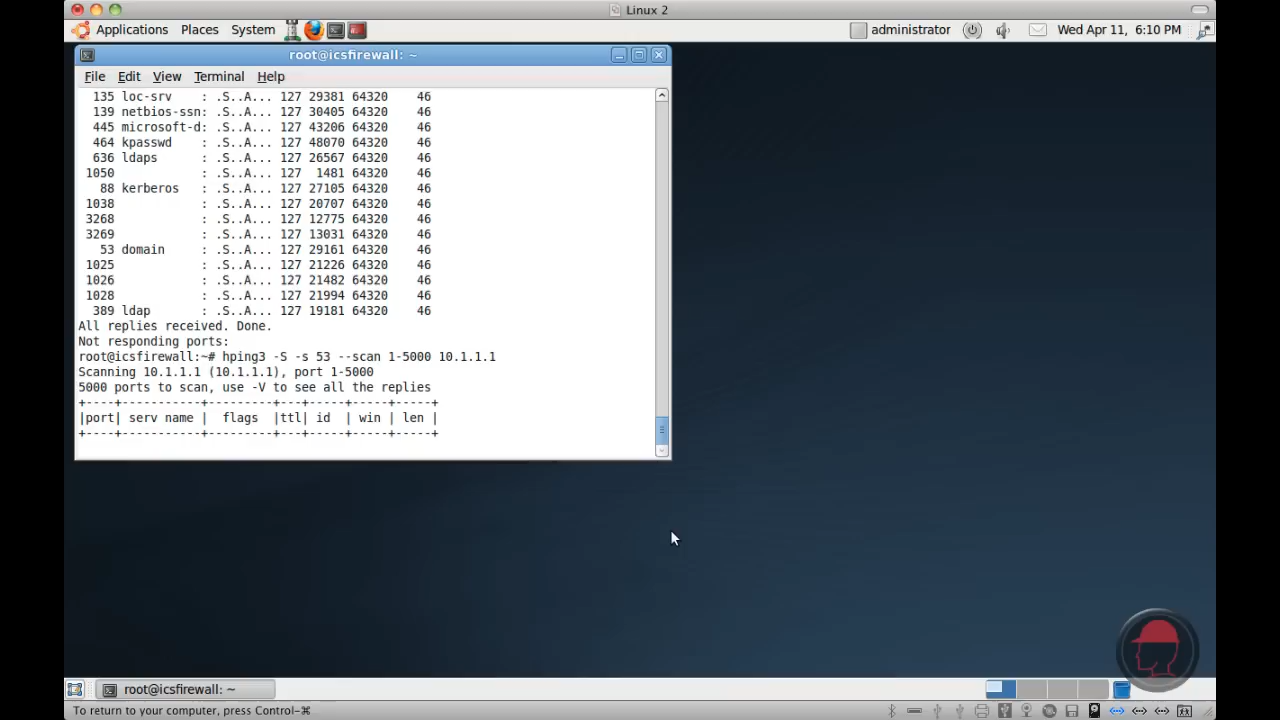 Linux 2
Applications Places System administrator Wed Apr 11, 6:10 PM
root@icsfirewall: ~
File Edit View Terminal Help
135 loc-srv : .S..A... 127 29381 64320 46
139 netbios-ssn: .S..A... 127 30405 64320 46
445 microsoft-d: .S..A... 127 43206 64320 46
464 kpasswd : .S..A... 127 48070 64320 46
636 ldaps : .S..A... 127 26567 64320 46
1050 : .S..A... 127 1481 64320 46
88 kerberos : .S..A... 127 27105 64320 46
1038 : .S..A... 127 20707 64320 46
3268 : .S..A... 127 12775 64320 46
3269 : .S..A... 127 13031 64320 46
53 domain : .S..A... 127 29161 64320 46
1025 : .S..A... 127 21226 64320 46
1026 : .S..A... 127 21482 64320 46
1028 : .S..A... 127 21994 64320 46
389 ldap : .S..A... 127 19181 64320 46
All replies received. Done.
Not responding ports:
root@icsfirewall:~# hping3 -S -s 53 --scan 1-5000 10.1.1.1
Scanning 10.1.1.1 (10.1.1.1), port 1-5000
5000 ports to scan, use -V to see all the replies
+----+-----------+---------+---+-----+-----+-----+
|port| serv name |  flags  |ttl| id  | win | len |
+----+-----------+---------+---+-----+-----+-----+
root@icsfirewall: ~
To return to your computer, press Control-⌘